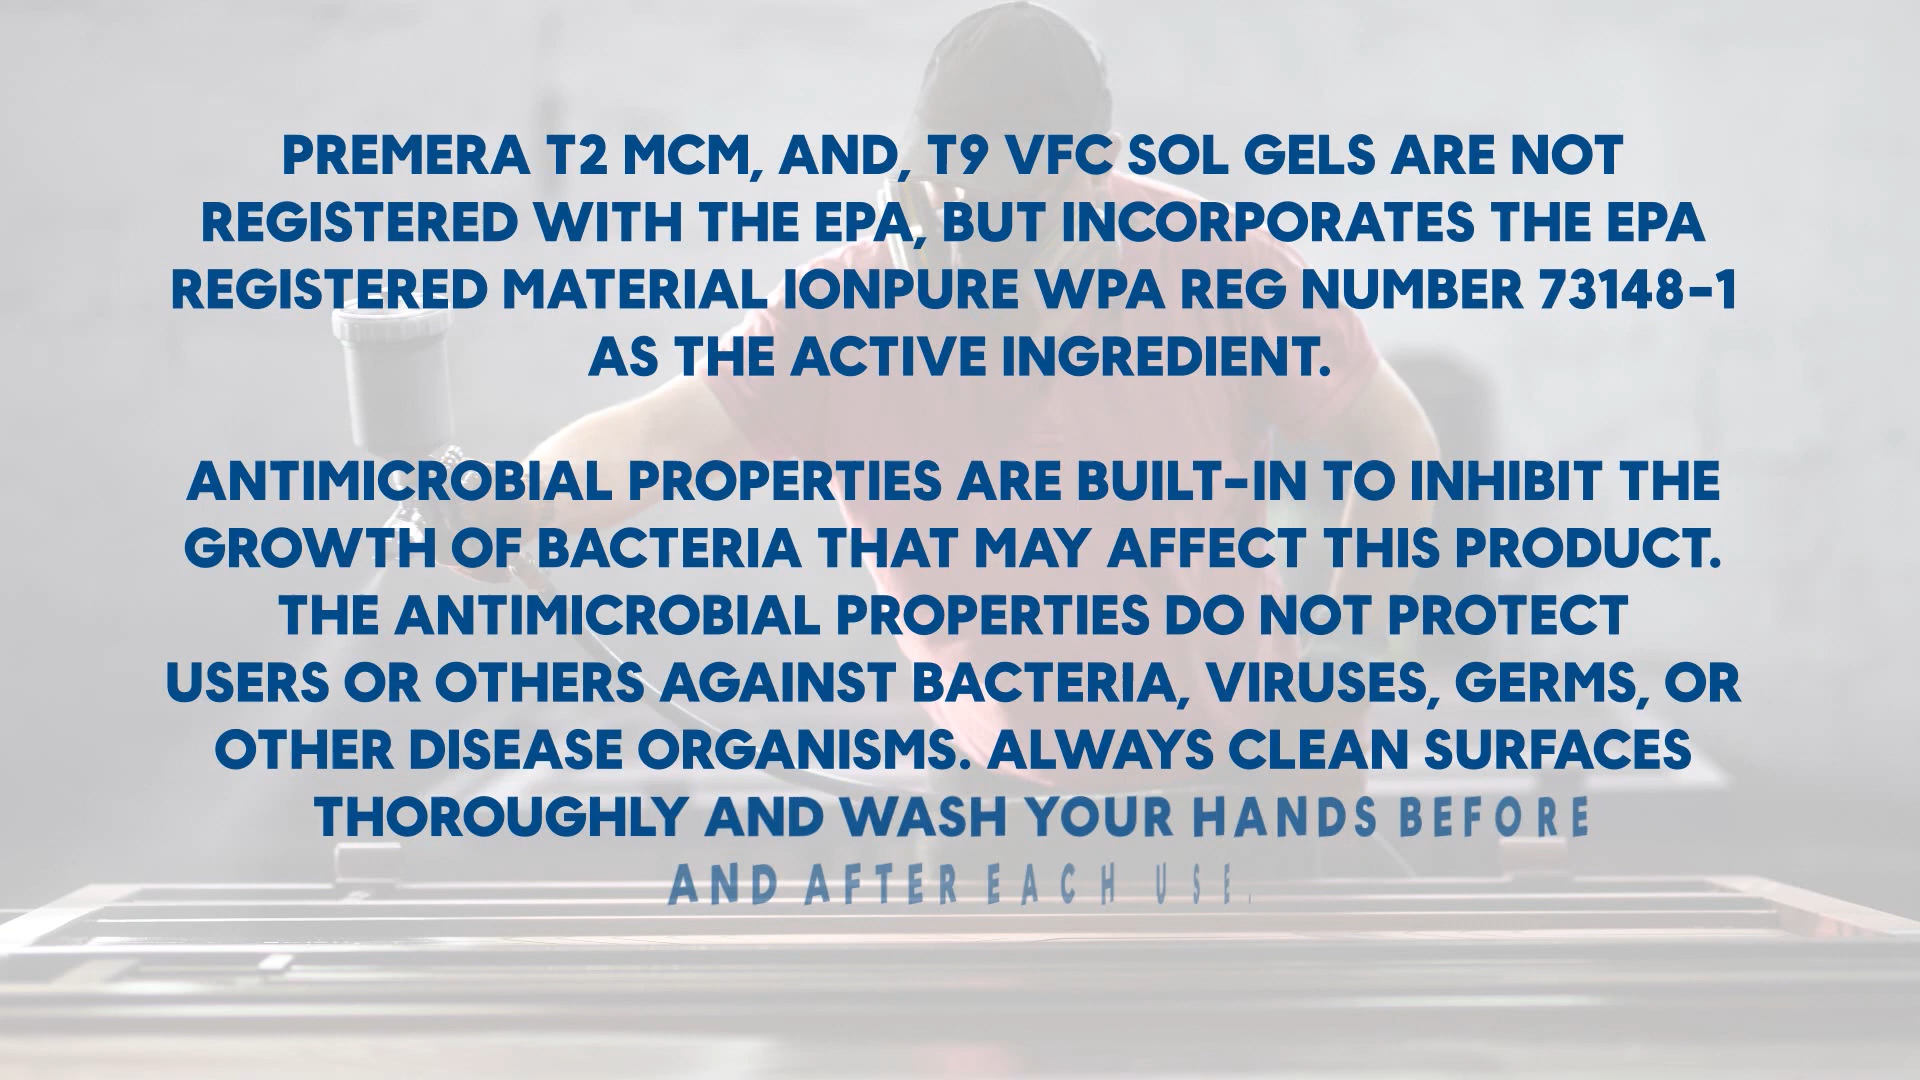 PREMERA T2 MCM, AND, T9 VFC SOL GELS ARE NOT
REGISTERED WITH THE EPA, BUT INCORPORATES THE EPA
REGISTERED MATERIAL IONPURE WPA REG NUMBER 73148-1
AS THE ACTIVE INGREDIENT.
ANTIMICROBIAL PROPERTIES ARE BUILT-IN TO INHIBIT THE
GROWTH OF BACTERIA THAT MAY AFFECT THIS PRODUCT.
THE ANTIMICROBIAL PROPERTIES DO NOT PROTECT
USERS OR OTHERS AGAINST BACTERIA, VIRUSES, GERMS, OR
OTHER DISEASE ORGANISMS. ALWAYS CLEAN SURFACES
THOROUGHLY AND WASH YOUR HANDS BEFORE
AND AFTER EACH USE.